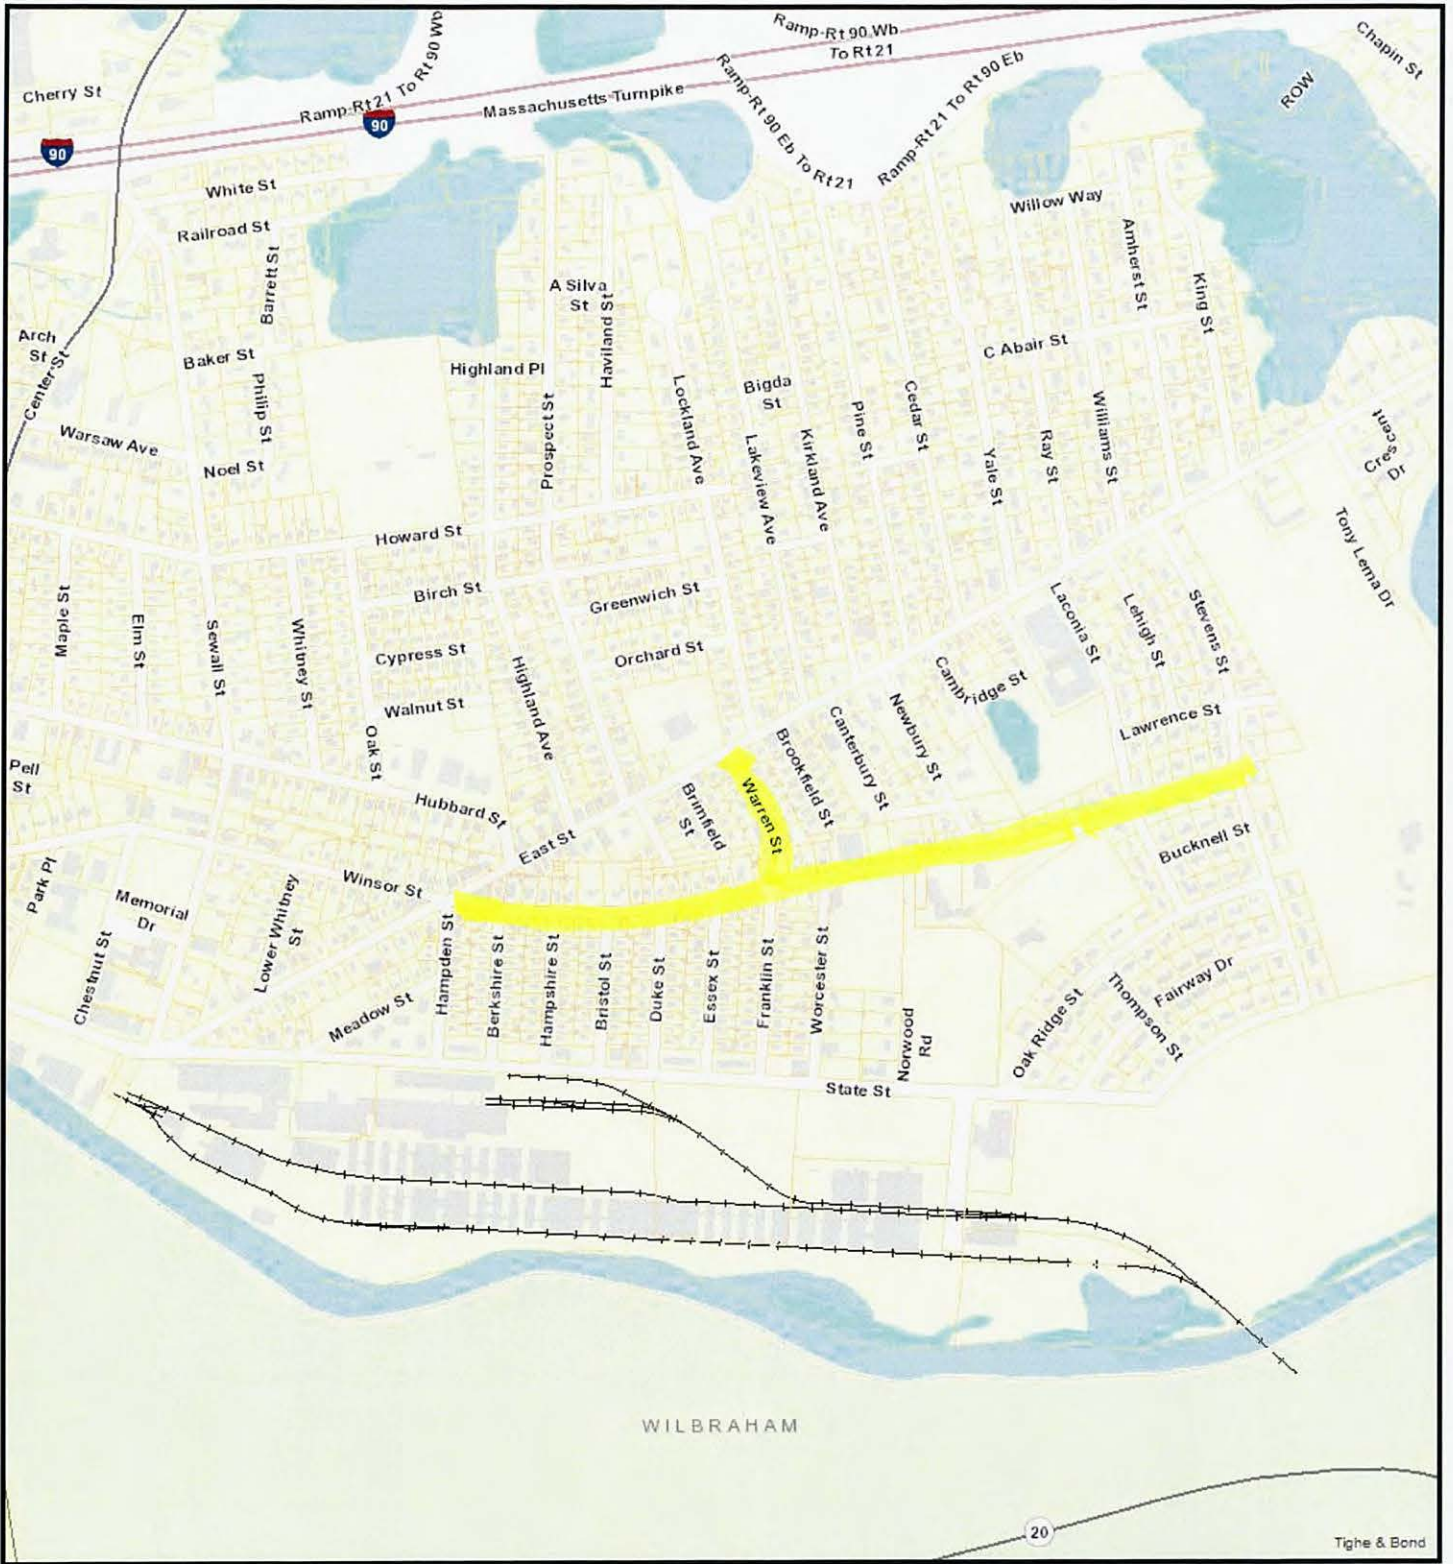 Ramp-Rt 90 Wb
To Rt 21
Chapin St
Cherry St
Ramp-Rt 21 To Rt 90 Wb
90
Massachusetts Turnpike
Ramp-Rt 90 Eb To Rt 21
Ramp-Rt 21 To Rt 90 Eb
ROW
90
White St
Willow Way
Railroad St
Barrett St
Amherst St
A Silva
St
Haviland St
King St
Arch
St
Center St
Baker St
C Abair St
Highland Pl
Phillip St
Bigda
St
Lockland Ave
Prospect St
Pine St
Cedar St
Williams St
Crescent
Dr
Warsaw Ave
Noel St
Lakeview Ave
Kirkland Ave
Yale St
Ray St
Howard St
Tony Lema Dr
Birch St
Greenwich St
Maple St
Elm St
Sewall St
Whitney St
Cypress St
Orchard St
Highland Ave
Laconia St
Lehigh St
Stevens St
Cambridge St
Walnut St
Newbury St
Canterbury St
Brookfield St
Lawrence St
Oak St
Pell
St
Hubbard St
Brimfield
St
Warren St
East St
Bucknell St
Park Pl
Winsor St
Memorial
Dr
Lower Whitney
St
Chestnut St
Meadow St
Hampden St
Berkshire St
Hampshire St
Bristol St
Duke St
Essex St
Franklin St
Worcester St
Norwood
Rd
Oak Ridge St
Thompson St
Fairway Dr
State St
WILBRAHAM
20
Tighe & Bond